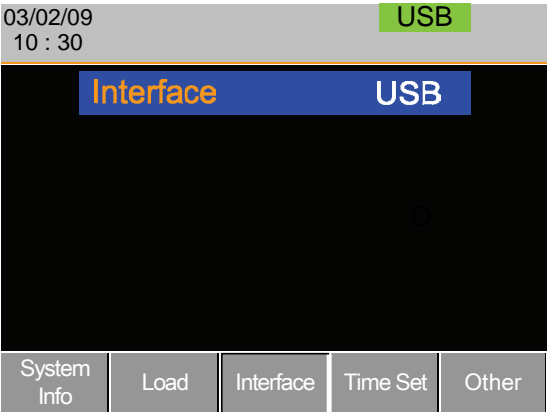 03/02/09 USB
10 : 30
Interface USB
System Info Load Interface Time Set Other